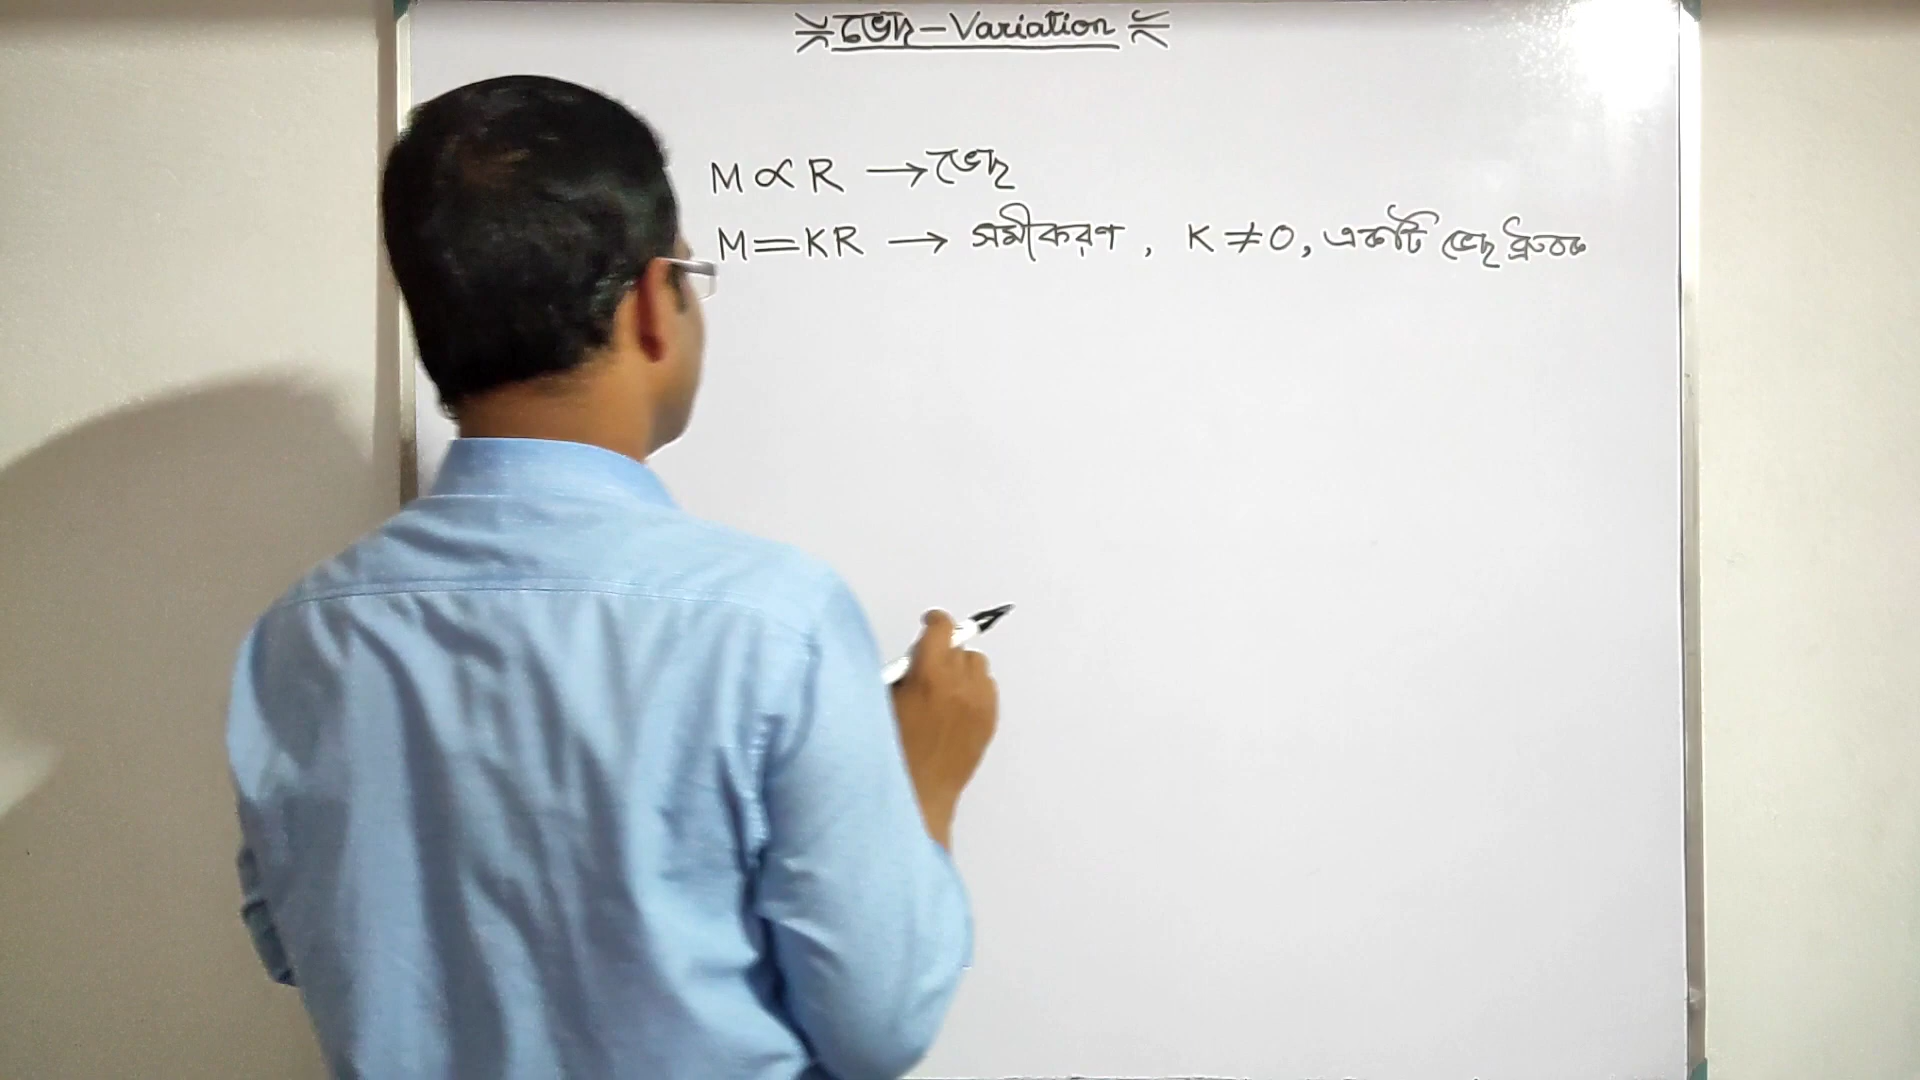 ভেদ - Variation
M ∝ R → ভেদ
M = KR → সমীকরণ, K ≠ 0, একটি ভেদ ধ্রুবক